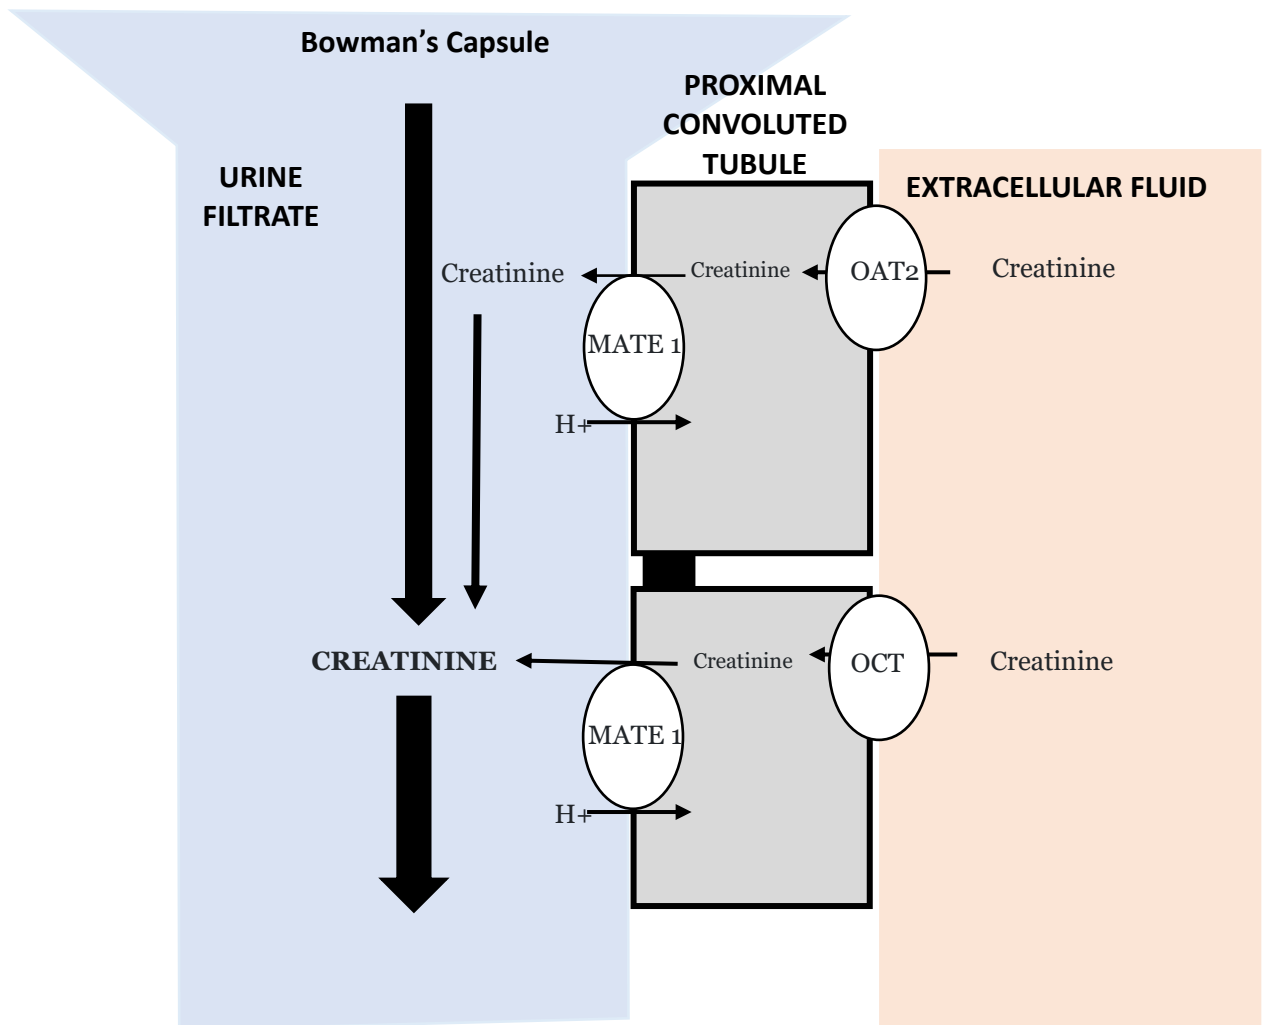 Bowman's Capsule
PROXIMAL
CONVOLUTED
TUBULE
URINE
FILTRATE
EXTRACELLULAR FLUID
Creatinine
Creatinine
OAT2
Creatinine
MATE 1
H+
CREATININE
Creatinine
OCT
Creatinine
MATE 1
H+